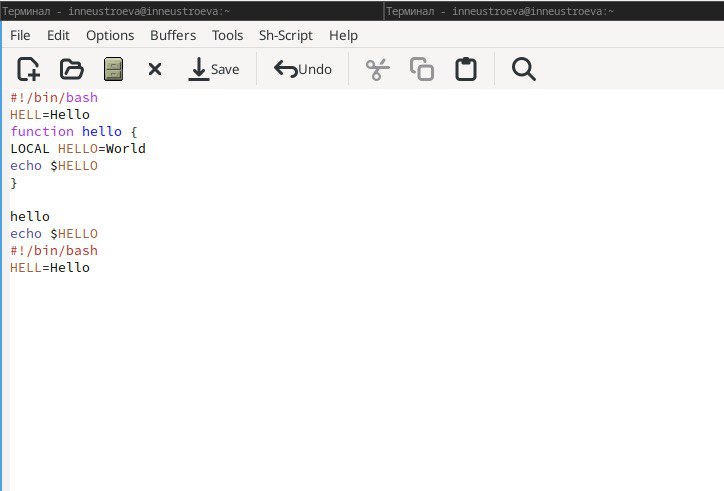 Терминал - inneustroeva@inneustroeva:~ Терминал - inneustroeva@inneustroeva:~
File Edit Options Buffers Tools Sh-Script Help
Save Undo
#!/bin/bash
HELL=Hello
function hello {
LOCAL HELLO=World
echo $HELLO
}
hello
echo $HELLO
#!/bin/bash
HELL=Hello